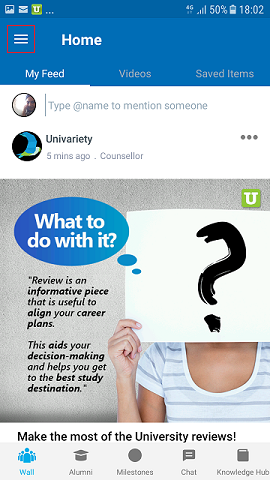 4G 50% 18:02
Home
My Feed Videos Saved Items
Type @name to mention someone
Univariety
5 mins ago . Counsellor
U
What to
do with it?
"Review is an
informative piece
that is useful to
align your career
plans.
This aids your
decision-making
and helps you get
to the best study
destination."
Make the most of the University reviews!
Wall Alumni Milestones Chat Knowledge Hub